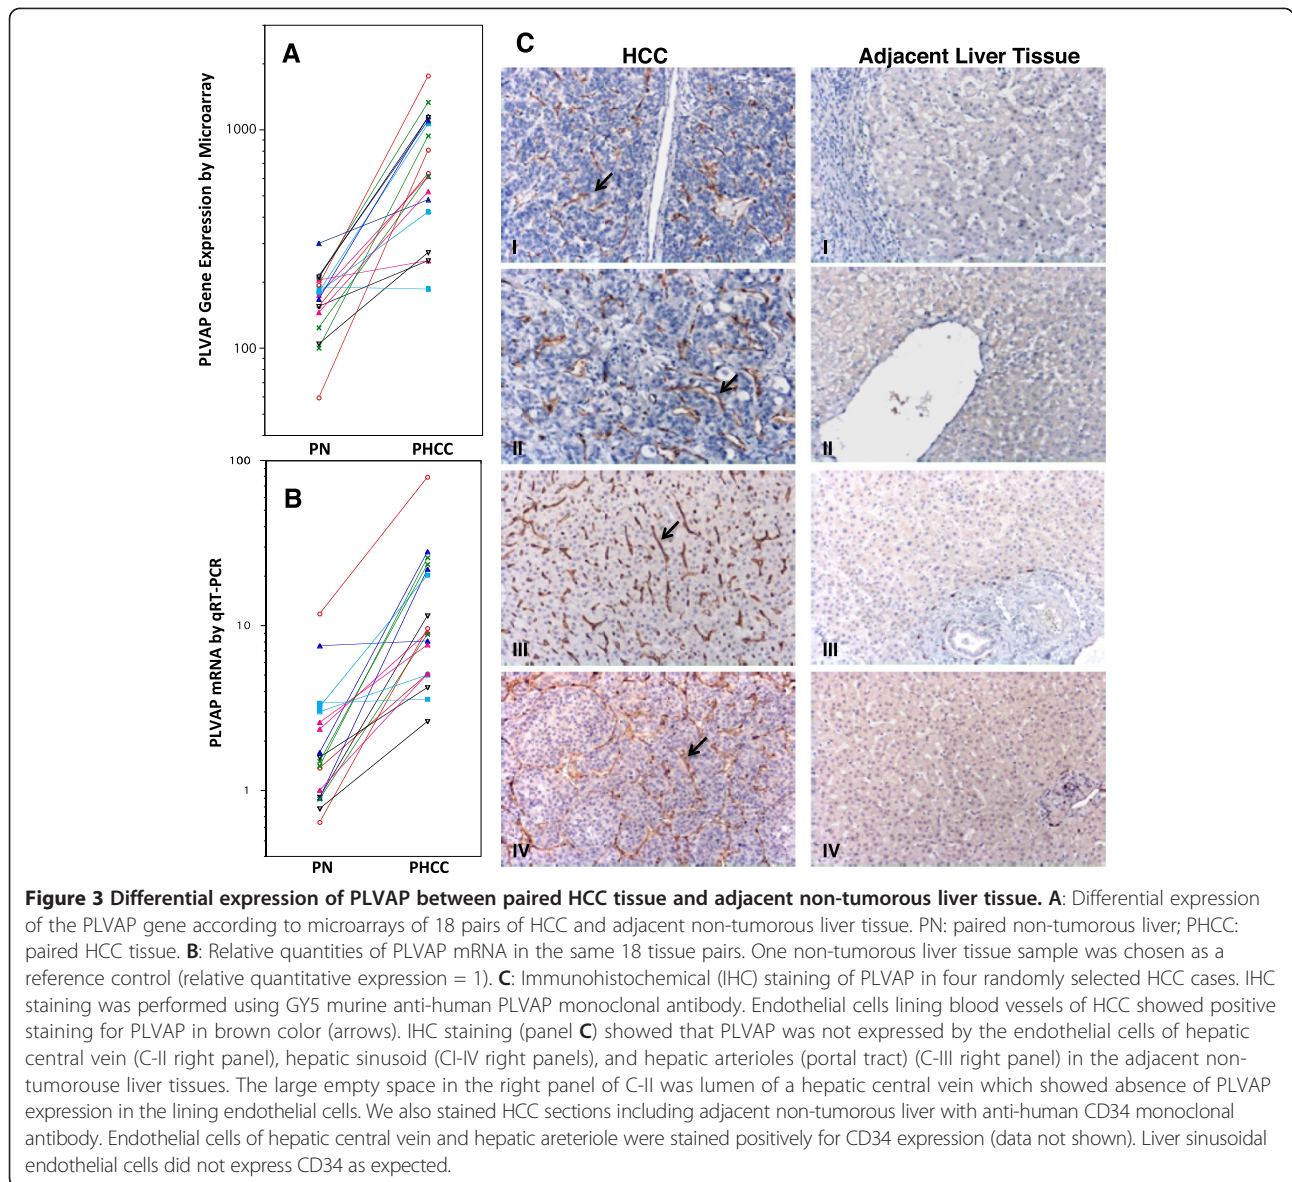 A
PLVAP Gene Expression by Microarray
1000
100
PN PHCC
B
PLVAP mRNA by qRT-PCR
100
10
1
PN PHCC
C
HCC Adjacent Liver Tissue
I I
II II
III III
IV IV
Figure 3 Differential expression of PLVAP between paired HCC tissue and adjacent non-tumorous liver tissue. A: Differential expression
of the PLVAP gene according to microarrays of 18 pairs of HCC and adjacent non-tumorous liver tissue. PN: paired non-tumorous liver; PHCC:
paired HCC tissue. B: Relative quantities of PLVAP mRNA in the same 18 tissue pairs. One non-tumorous liver tissue sample was chosen as a
reference control (relative quantitative expression = 1). C: Immunohistochemical (IHC) staining of PLVAP in four randomly selected HCC cases. IHC
staining was performed using GY5 murine anti-human PLVAP monoclonal antibody. Endothelial cells lining blood vessels of HCC showed positive
staining for PLVAP in brown color (arrows). IHC staining (panel C) showed that PLVAP was not expressed by the endothelial cells of hepatic
central vein (C-II right panel), hepatic sinusoid (CI-IV right panels), and hepatic arterioles (portal tract) (C-III right panel) in the adjacent non-
tumorouse liver tissues. The large empty space in the right panel of C-II was lumen of a hepatic central vein which showed absence of PLVAP
expression in the lining endothelial cells. We also stained HCC sections including adjacent non-tumorous liver with anti-human CD34 monoclonal
antibody. Endothelial cells of hepatic central vein and hepatic areteriole were stained positively for CD34 expression (data not shown). Liver sinusoidal
endothelial cells did not express CD34 as expected.